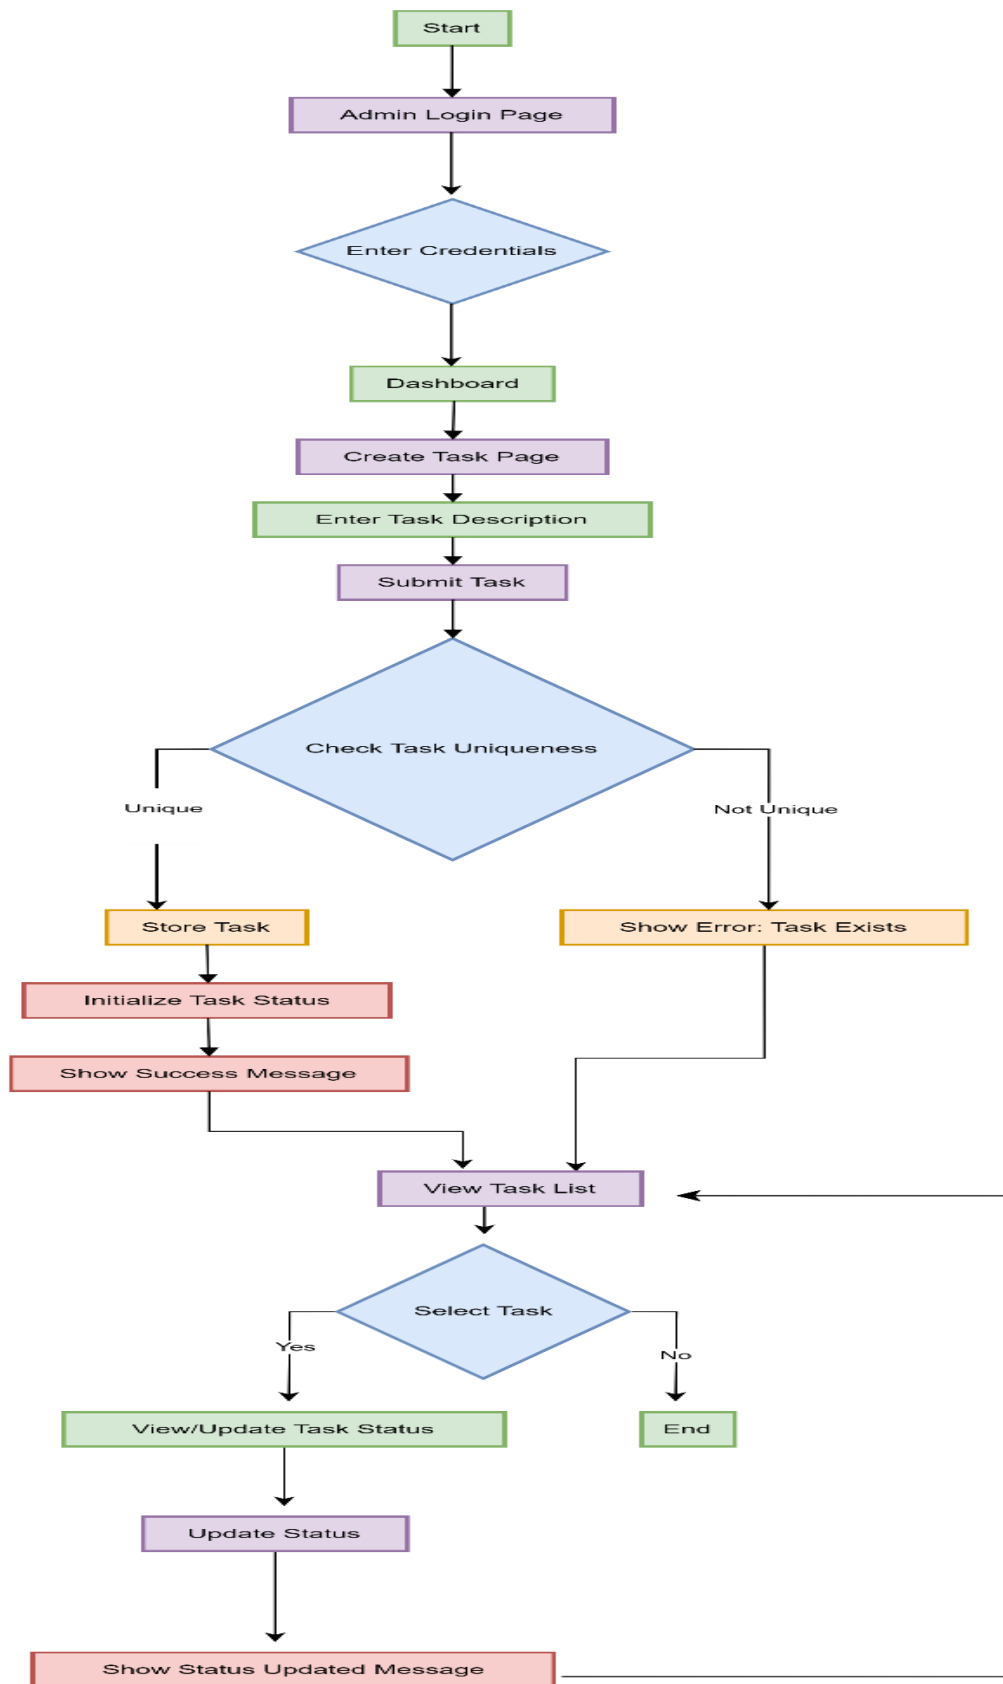 Start
Admin Login Page
Enter Credentials
Dashboard
Create Task Page
Enter Task Description
Submit Task
Check Task Uniqueness
Unique
Not Unique
Store Task
Show Error: Task Exists
Initialize Task Status
Show Success Message
View Task List
Select Task
Yes
No
View/Update Task Status
End
Update Status
Show Status Updated Message